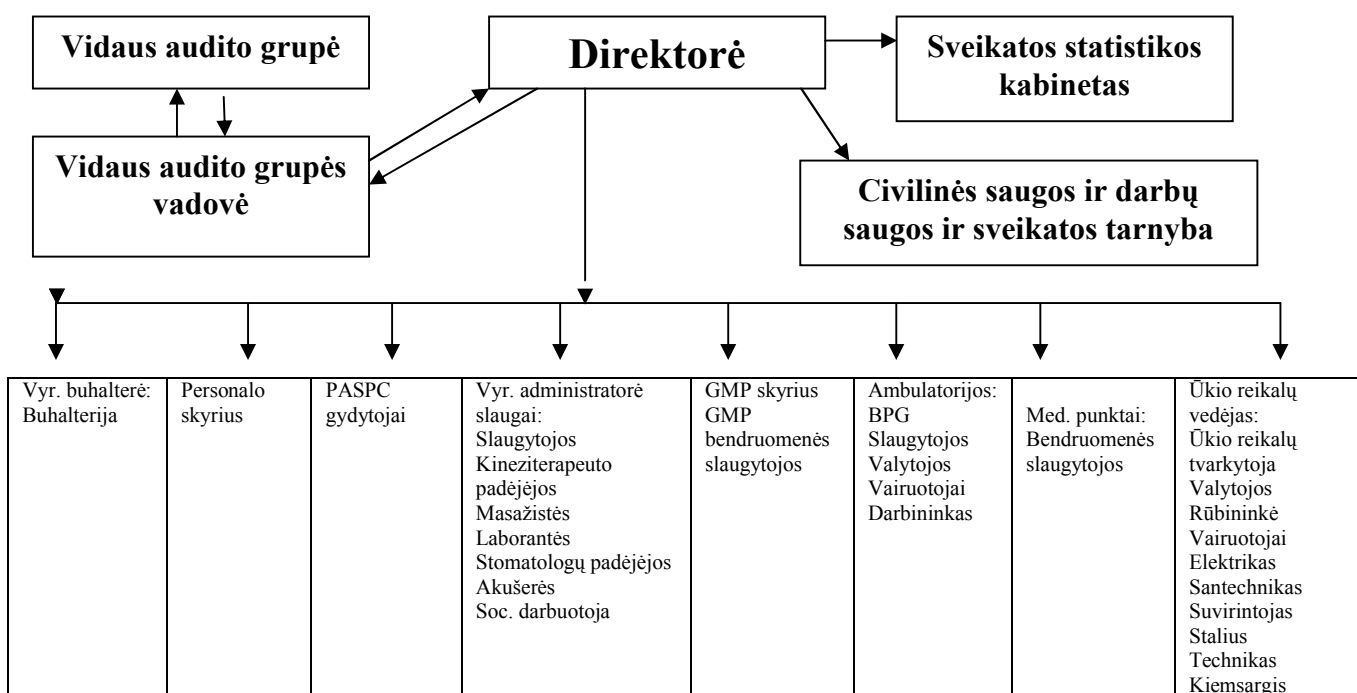 Vidaus audito grupė
Direktorė
Sveikatos statistikos
kabinetas
Vidaus audito grupės
vadovė
Civilinės saugos ir darbų
saugos ir sveikatos tarnyba
Vyr. buhalterė:
Buhalterija
Personalo
skyrius
PASPC
gydytojai
Vyr. administratorė
slaugai:
Slaugytojos
Kineziterapeuto
padėjėjos
Masažistės
Laborantės
Stomatologų padėjėjos
Akušerės
Soc. darbuotoja
GMP skyrius
GMP
bendruomenės
slaugytojos
Ambulatorijos:
BPG
Slaugytojos
Valytojos
Vairuotojai
Darbininkas
Med. punktai:
Bendruomenės
slaugytojos
Ūkio reikalų
vedėjas:
Ūkio reikalų
tvarkytoja
Valytojos
Rūbininkė
Vairuotojai
Elektrikas
Santechnikas
Suvirintojas
Stalius
Technikas
Kiemsargis